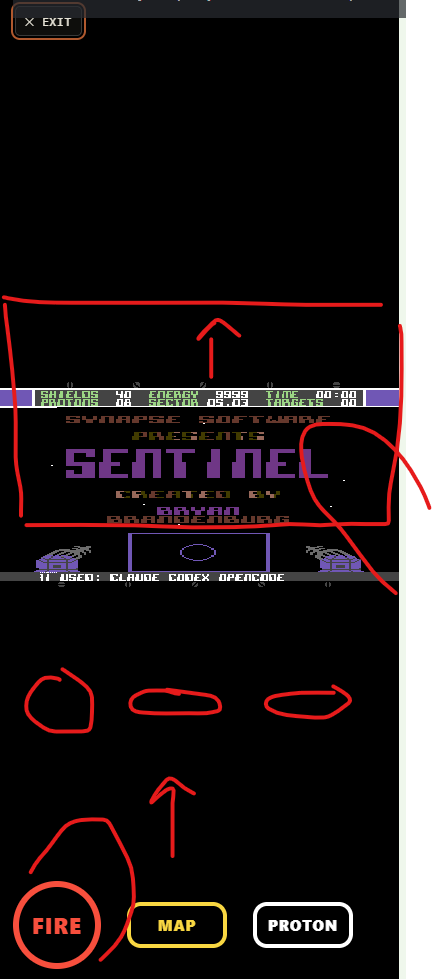 × EXIT
SHIELDS 40 ENERGY 9999 TIME 00:00
PROTONS 08 SECTOR 05.03 TARGETS 00
SYNAPSE SOFTWARE
PRESENTS
SENTINEL
CREATED BY
BRYAN
BRANDENBURG
USED: CLAUDE CODEX OPENCODE
FIRE
MAP
PROTON